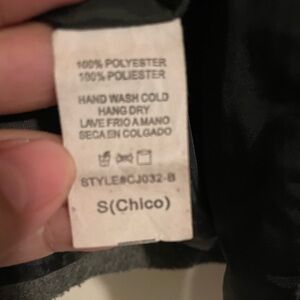 100% POLYESTER
100% POLIESTER
HAND WASH COLD
HANG DRY
LAVE FRIO A MANO
SECA EN COLGADO
STYLE#CJ032-B
S(Chico)